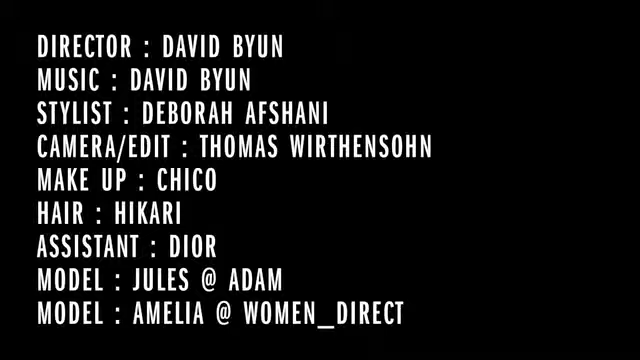 DIRECTOR : DAVID BYUN
MUSIC : DAVID BYUN
STYLIST : DEBORAH AFSHANI
CAMERA/EDIT : THOMAS WIRTHENSOHN
MAKE UP : CHICO
HAIR : HIKARI
ASSISTANT : DIOR
MODEL : JULES @ ADAM
MODEL : AMELIA @ WOMEN_DIRECT